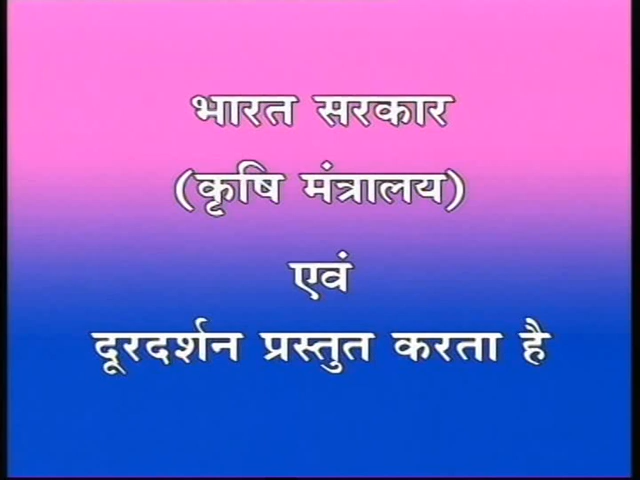 भारत सरकार
(कृषि मंत्रालय)
एवं
दूरदर्शन प्रस्तुत करता है